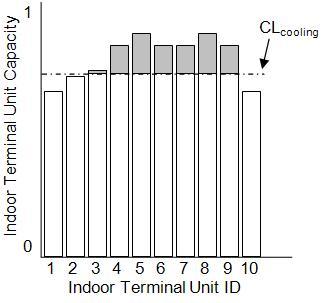 1
CLcooling
Indoor Terminal Unit Capacity
0
1 2 3 4 5 6 7 8 9 10
Indoor Terminal Unit ID